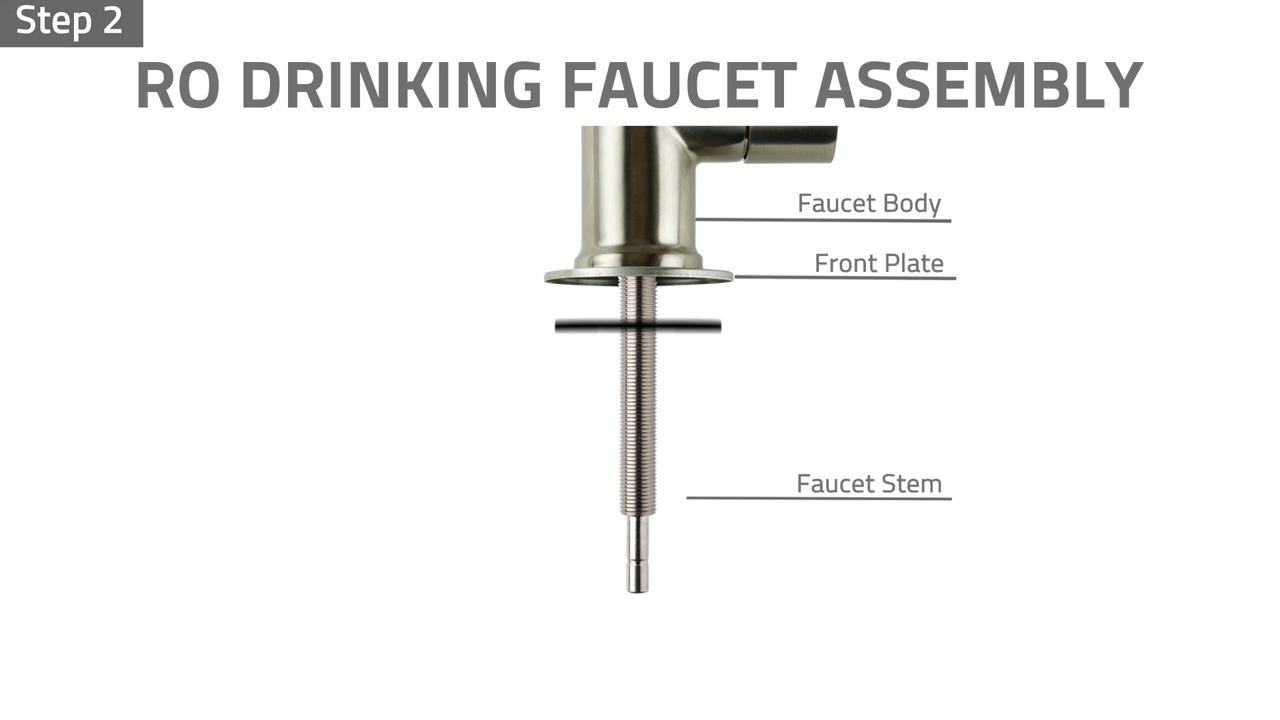 Step 2
RO DRINKING FAUCET ASSEMBLY
Faucet Body
Front Plate
Faucet Stem